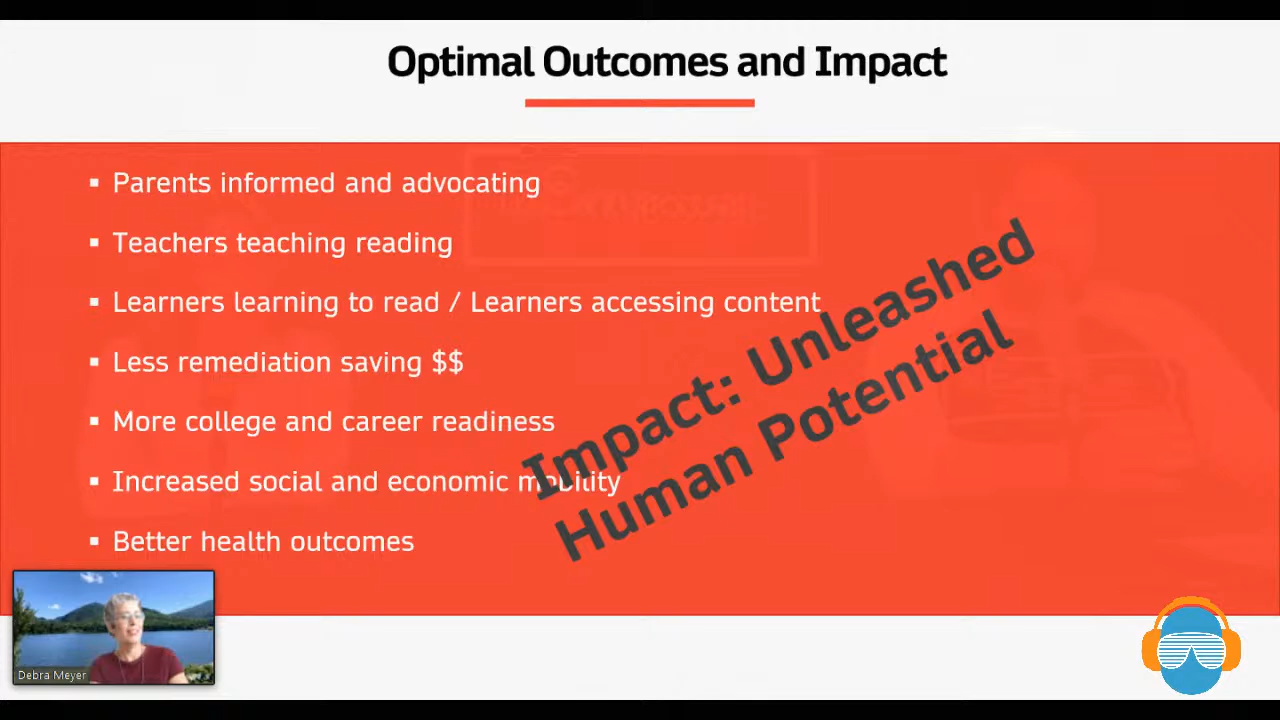 Optimal Outcomes and Impact
▪ Parents informed and advocating
▪ Teachers teaching reading
▪ Learners learning to read / Learners accessing content
▪ Less remediation saving $$
▪ More college and career readiness
▪ Increased social and economic mobility
▪ Better health outcomes
Impact: Unleashed
Human Potential
Debra Meyer